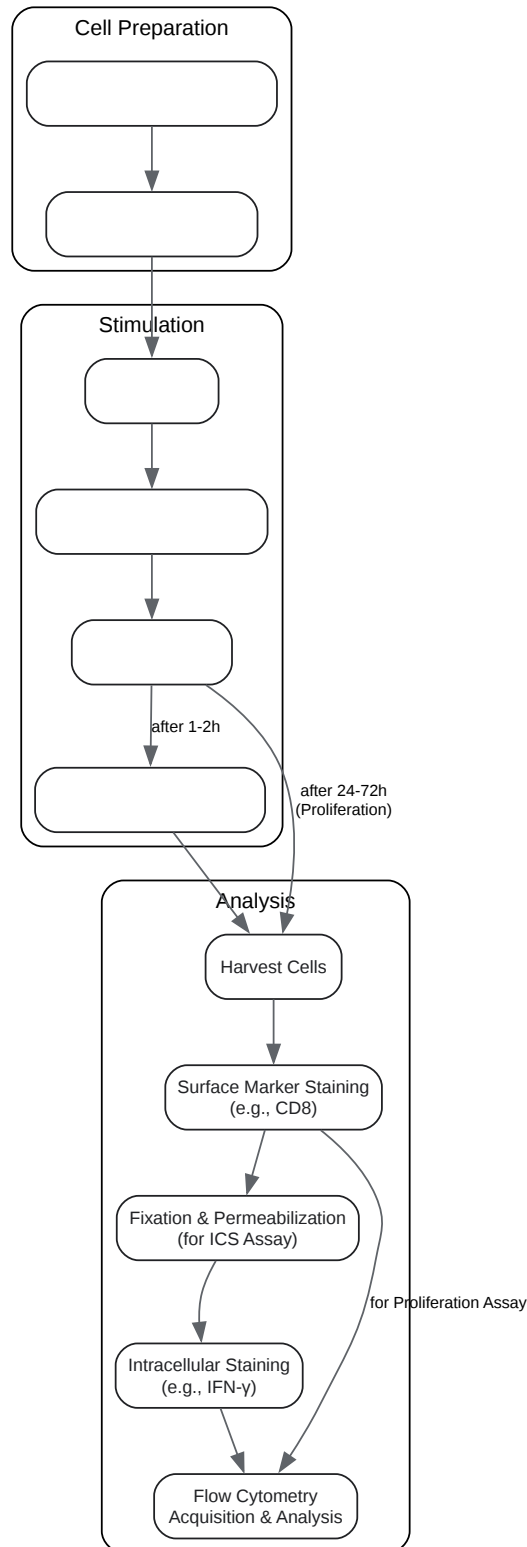 Cell Preparation
Stimulation
after 1-2h
after 24-72h
(Proliferation)
Analysis
Harvest Cells
Surface Marker Staining
(e.g., CD8)
Fixation & Permeabilization
(for ICS Assay)
for Proliferation Assay
Intracellular Staining
(e.g., IFN-γ)
Flow Cytometry
Acquisition & Analysis